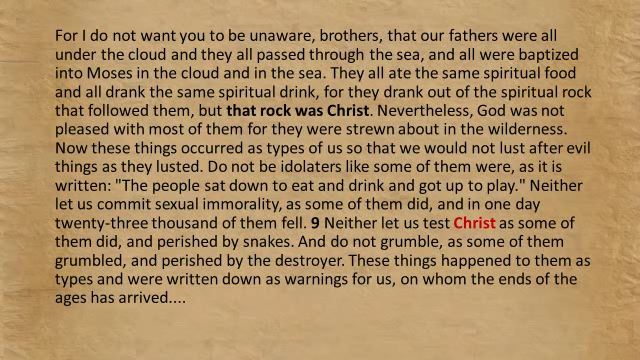 For I do not want you to be unaware, brothers, that our fathers were all
under the cloud and they all passed through the sea, and all were baptized
into Moses in the cloud and in the sea. They all ate the same spiritual food
and all drank the same spiritual drink, for they drank out of the spiritual rock
that followed them, but that rock was Christ. Nevertheless, God was not
pleased with most of them for they were strewn about in the wilderness.
Now these things occurred as types of us so that we would not lust after evil
things as they lusted. Do not be idolaters like some of them were, as it is
written: "The people sat down to eat and drink and got up to play." Neither
let us commit sexual immorality, as some of them did, and in one day
twenty-three thousand of them fell. 9 Neither let us test Christ as some of
them did, and perished by snakes. And do not grumble, as some of them
grumbled, and perished by the destroyer. These things happened to them as
types and were written down as warnings for us, on whom the ends of the
ages has arrived....